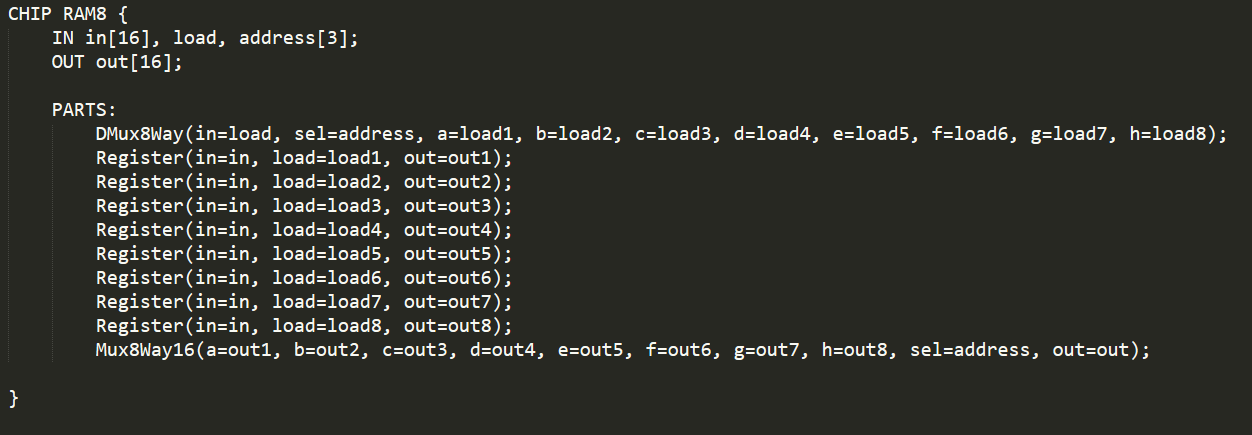 CHIP RAM8 {
    IN in[16], load, address[3];
    OUT out[16];

    PARTS:
        DMux8Way(in=load, sel=address, a=load1, b=load2, c=load3, d=load4, e=load5, f=load6, g=load7, h=load8);
        Register(in=in, load=load1, out=out1);
        Register(in=in, load=load2, out=out2);
        Register(in=in, load=load3, out=out3);
        Register(in=in, load=load4, out=out4);
        Register(in=in, load=load5, out=out5);
        Register(in=in, load=load6, out=out6);
        Register(in=in, load=load7, out=out7);
        Register(in=in, load=load8, out=out8);
        Mux8Way16(a=out1, b=out2, c=out3, d=out4, e=out5, f=out6, g=out7, h=out8, sel=address, out=out);

}